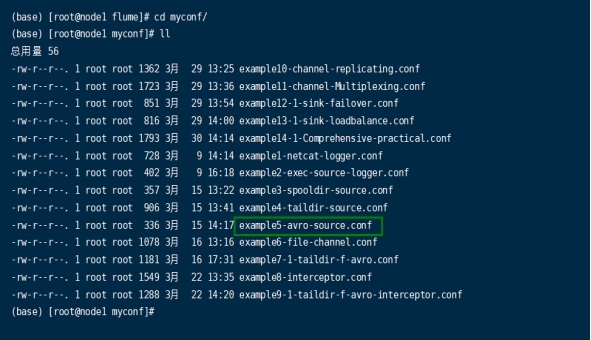 (base) [root@node1 flume]# cd myconf/
(base) [root@node1 myconf]# ll
总用量 56
-rw-r--r--. 1 root root 1362 3月  29 13:25 example10-channel-replicating.conf
-rw-r--r--. 1 root root 1723 3月  29 13:36 example11-channel-Multiplexing.conf
-rw-r--r--. 1 root root  851 3月  29 13:54 example12-1-sink-failover.conf
-rw-r--r--. 1 root root  816 3月  29 14:00 example13-1-sink-loadbalance.conf
-rw-r--r--. 1 root root 1793 3月  30 14:14 example14-1-Comprehensive-practical.conf
-rw-r--r--. 1 root root  728 3月   9 14:14 example1-netcat-logger.conf
-rw-r--r--. 1 root root  402 3月   9 16:18 example2-exec-source-logger.conf
-rw-r--r--. 1 root root  357 3月  15 13:22 example3-spooldir-source.conf
-rw-r--r--. 1 root root  906 3月  15 13:41 example4-taildir-source.conf
-rw-r--r--. 1 root root  336 3月  15 14:17 example5-avro-source.conf
-rw-r--r--. 1 root root 1078 3月  16 13:16 example6-file-channel.conf
-rw-r--r--. 1 root root 1181 3月  16 17:31 example7-1-taildir-f-avro.conf
-rw-r--r--. 1 root root 1549 3月  22 13:35 example8-interceptor.conf
-rw-r--r--. 1 root root 1288 3月  22 14:20 example9-1-taildir-f-avro-interceptor.conf
(base) [root@node1 myconf]#